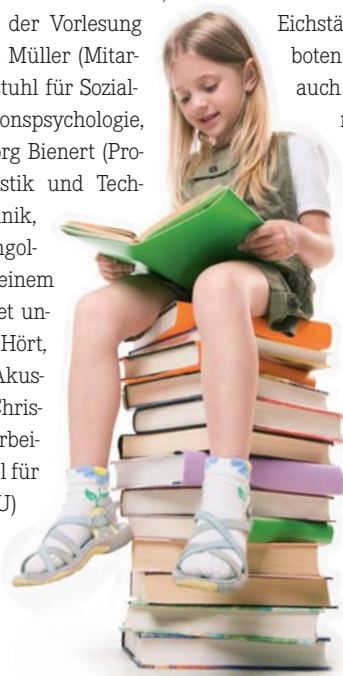 der Vorlesung
Müller (Mitar-
tuhl für Sozial-
onspsychologie,
org Bienert (Pro-
stik und Tech-
nik,
ngol-
einem
et un-
Hört,
Akus-
Chris-
rbei-
l für
U)
Eichstä
boten
auch